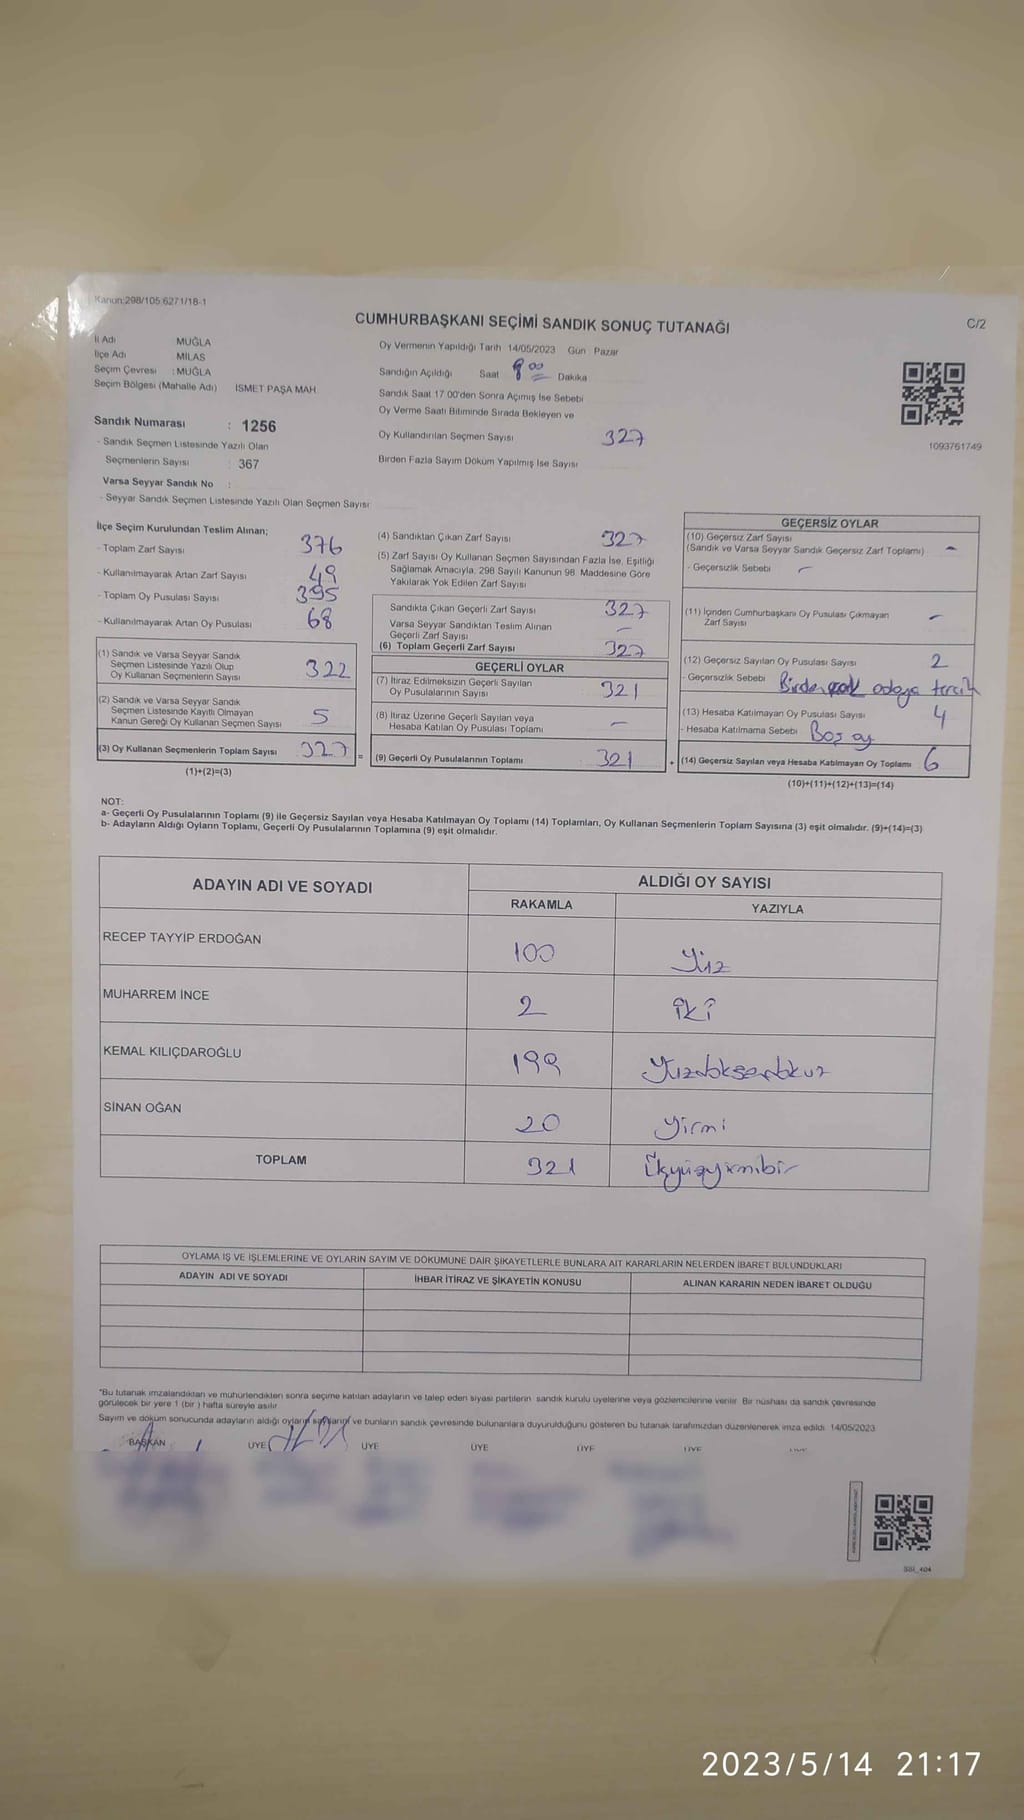 Kanun:298/105.6271/18-1
CUMHURBAŞKANI SEÇİMİ SANDIK SONUÇ TUTANAĞI
C/2
İl Adı MUĞLA
İlçe Adı MİLAS
Seçim Çevresi : MUĞLA
Seçim Bölgesi (Mahalle Adı) İSMET PAŞA MAH.
Oy Vermenin Yapıldığı Tarih 14/05/2023 Gün Pazar
Sandığın Açıldığı Saat 8 00 Dakika
Sandık Saat 17 00'den Sonra Açımış İse Sebebi
Oy Verme Saati Bitiminde Sırada Bekleyen ve
Oy Kullandırılan Seçmen Sayısı 327
Birden Fazla Sayım Döküm Yapılmış İse Sayısı
1093761749
Sandık Numarası : 1256
- Sandık Seçmen Listesinde Yazılı Olan
Seçmenlerin Sayısı : 367
Varsa Seyyar Sandık No :
- Seyyar Sandık Seçmen Listesinde Yazılı Olan Seçmen Sayısı
İlçe Seçim Kurulundan Teslim Alınan;
- Toplam Zarf Sayısı 376
- Kullanılmayarak Artan Zarf Sayısı 49
- Toplam Oy Pusulası Sayısı 395
- Kullanılmayarak Artan Oy Pusulası 68
(1) Sandık ve Varsa Seyyar Sandık
Seçmen Listesinde Yazılı Olup
Oy Kullanan Seçmenlerin Sayısı 322
(2) Sandık ve Varsa Seyyar Sandık
Seçmen Listesinde Kayıtlı Olmayan
Kanun Gereği Oy Kullanan Seçmen Sayısı 5
(3) Oy Kullanan Seçmenlerin Toplam Sayısı 327
(1)+(2)=(3)
=
(4) Sandıktan Çıkan Zarf Sayısı 327
(5) Zarf Sayısı Oy Kullanan Seçmen Sayısından Fazla İse, Eşitliği
Sağlamak Amacıyla, 298 Sayılı Kanunun 98. Maddesine Göre
Yakılarak Yok Edilen Zarf Sayısı
Sandıkta Çıkan Geçerli Zarf Sayısı 327
Varsa Seyyar Sandıktan Teslim Alınan
Geçerli Zarf Sayısı –
(6) Toplam Geçerli Zarf Sayısı 327
GEÇERLİ OYLAR
(7) İtiraz Edilmeksizin Geçerli Sayılan
Oy Pusulalarının Sayısı 321
(8) İtiraz Üzerine Geçerli Sayılan veya
Hesaba Katılan Oy Pusulası Toplamı –
(9) Geçerli Oy Pusulalarının Toplamı 321
+
GEÇERSİZ OYLAR
(10) Geçersiz Zarf Sayısı
(Sandık ve Varsa Seyyar Sandık Geçersiz Zarf Toplamı) –
- Geçersizlik Sebebi –
(11) İçinden Cumhurbaşkanı Oy Pusulası Çıkmayan
Zarf Sayısı –
(12) Geçersiz Sayılan Oy Pusulası Sayısı 2
- Geçersizlik Sebebi Birden çok adaya tercih
(13) Hesaba Katılmayan Oy Pusulası Sayısı 4
- Hesaba Katılmama Sebebi Boş oy
(14) Geçersiz Sayılan veya Hesaba Katılmayan Oy Toplamı 6
(10)+(11)+(12)+(13)=(14)
NOT:
a- Geçerli Oy Pusulalarının Toplamı (9) ile Geçersiz Sayılan veya Hesaba Katılmayan Oy Toplamı (14) Toplamları, Oy Kullanan Seçmenlerin Toplam Sayısına (3) eşit olmalıdır. (9)+(14)=(3)
b- Adayların Aldığı Oyların Toplamı, Geçerli Oy Pusulalarının Toplamına (9) eşit olmalıdır.
ADAYIN ADI VE SOYADI
ALDIĞI OY SAYISI
RAKAMLA YAZIYLA
RECEP TAYYİP ERDOĞAN 100 Yüz
MUHARREM İNCE 2 İki
KEMAL KILIÇDAROĞLU 199 Yüzdoksandokuz
SİNAN OĞAN 20 Yirmi
TOPLAM 321 Üçyüzyirmibir
OYLAMA İŞ VE İŞLEMLERİNE VE OYLARIN SAYIM VE DÖKÜMÜNE DAİR ŞİKAYETLERLE BUNLARA AİT KARARLARIN NELERDEN İBARET BULUNDUKLARI
ADAYIN ADI VE SOYADI İHBAR İTİRAZ VE ŞİKAYETİN KONUSU ALINAN KARARIN NEDEN İBARET OLDUĞU
*Bu tutanak imzalandıktan ve mühürlendikten sonra seçime katılan adayların ve talep eden siyasi partilerin sandık kurulu üyelerine veya gözlemcilerine verilir. Bir nüshası da sandık çevresinde
görülecek bir yere 1 (bir ) hafta süreyle asılır.
Sayım ve döküm sonucunda adayların aldığı oyların sayılarını ve bunların sandık çevresinde bulunanlara duyurulduğunu gösteren bu tutanak tarafımızdan düzenlenerek imza edildi. 14/05/2023
BAŞKAN ÜYE ÜYE ÜYE ÜYE ÜYE ÜYE
SSI_404
2023/5/14 21:17